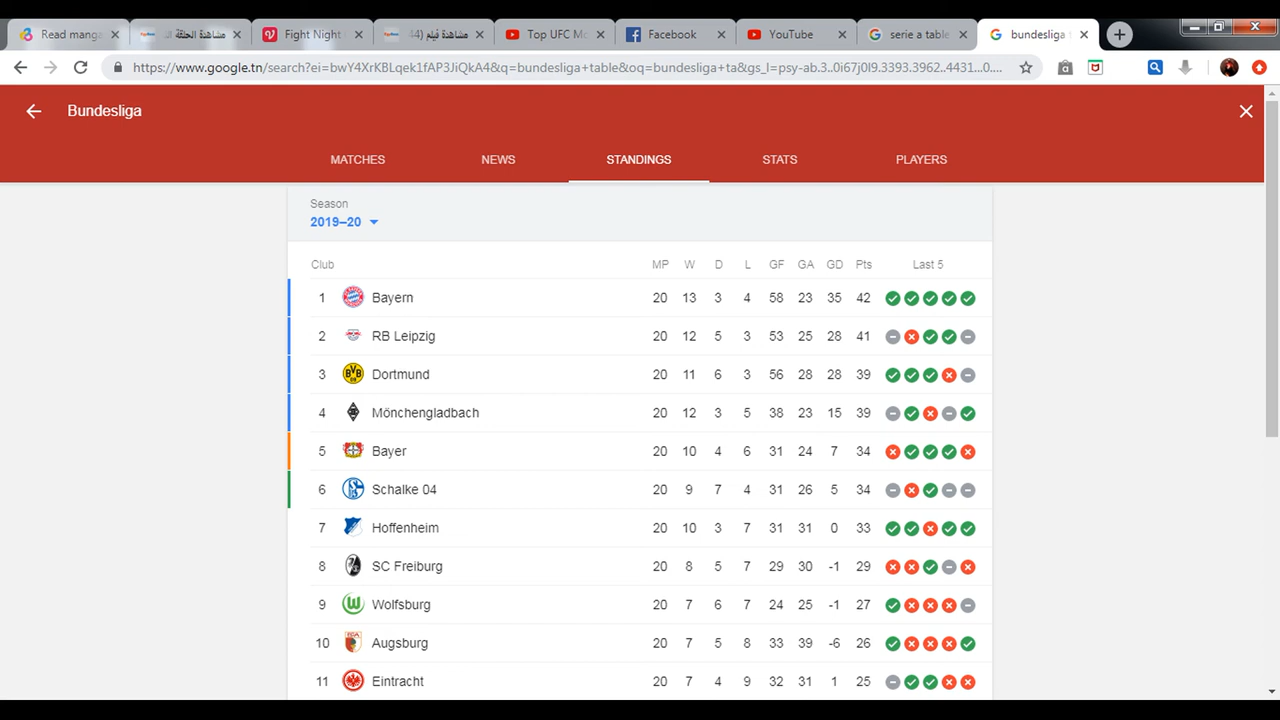 Read manga
مشاهدة الحلقة ال
Fight Night
مشاهدة فيلم (44
Top UFC Mo
Facebook
YouTube
serie a table
bundesliga t
https://www.google.tn/search?ei=bwY4XrKBLqek1fAP3JiQkA4&q=bundesliga+table&oq=bundesliga+ta&gs_l=psy-ab.3..0i67j0l9.3393.3962..4431...0....
Bundesliga
MATCHES NEWS STANDINGS STATS PLAYERS
Season
2019–20
Club MP W D L GF GA GD Pts Last 5
1 Bayern 20 13 3 4 58 23 35 42
2 RB Leipzig 20 12 5 3 53 25 28 41
3 Dortmund 20 11 6 3 56 28 28 39
4 Mönchengladbach 20 12 3 5 38 23 15 39
5 Bayer 20 10 4 6 31 24 7 34
6 Schalke 04 20 9 7 4 31 26 5 34
7 Hoffenheim 20 10 3 7 31 31 0 33
8 SC Freiburg 20 8 5 7 29 30 -1 29
9 Wolfsburg 20 7 6 7 24 25 -1 27
10 Augsburg 20 7 5 8 33 39 -6 26
11 Eintracht 20 7 4 9 32 31 1 25